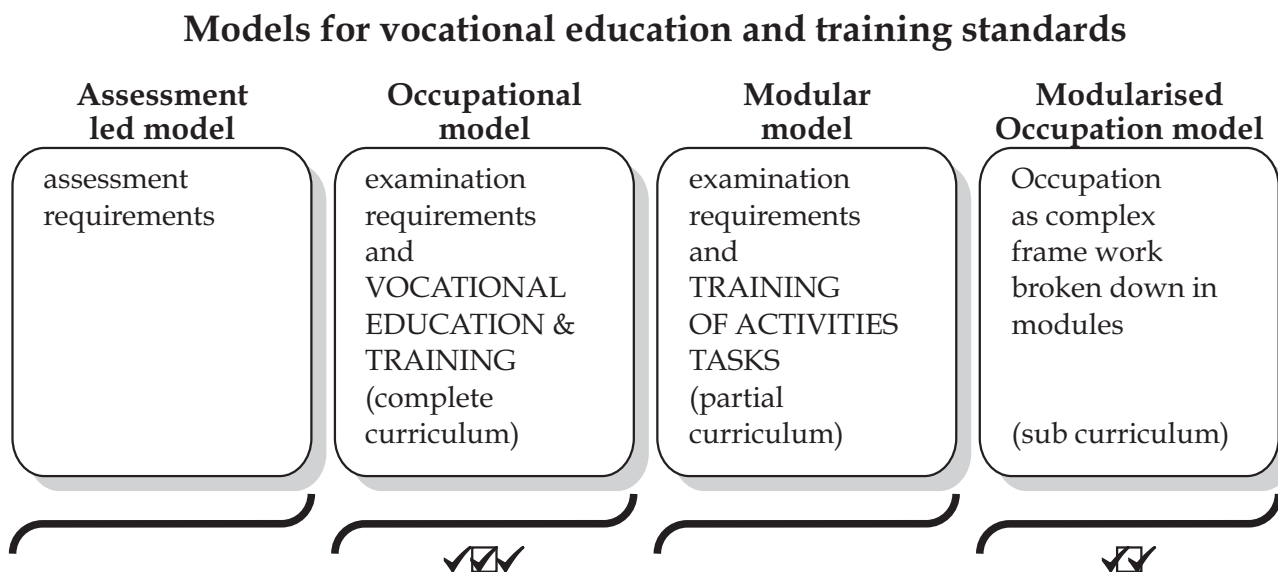 Models for vocational education and training standards
Assessment
led model
assessment
requirements
Occupational
model
examination
requirements
and
VOCATIONAL
EDUCATION &
TRAINING
(complete
curriculum)
Modular
model
examination
requirements
and
TRAINING
OF ACTIVITIES
TASKS
(partial
curriculum)
Modularised
Occupation model
Occupation
as complex
frame work
broken down in
modules
(sub curriculum)